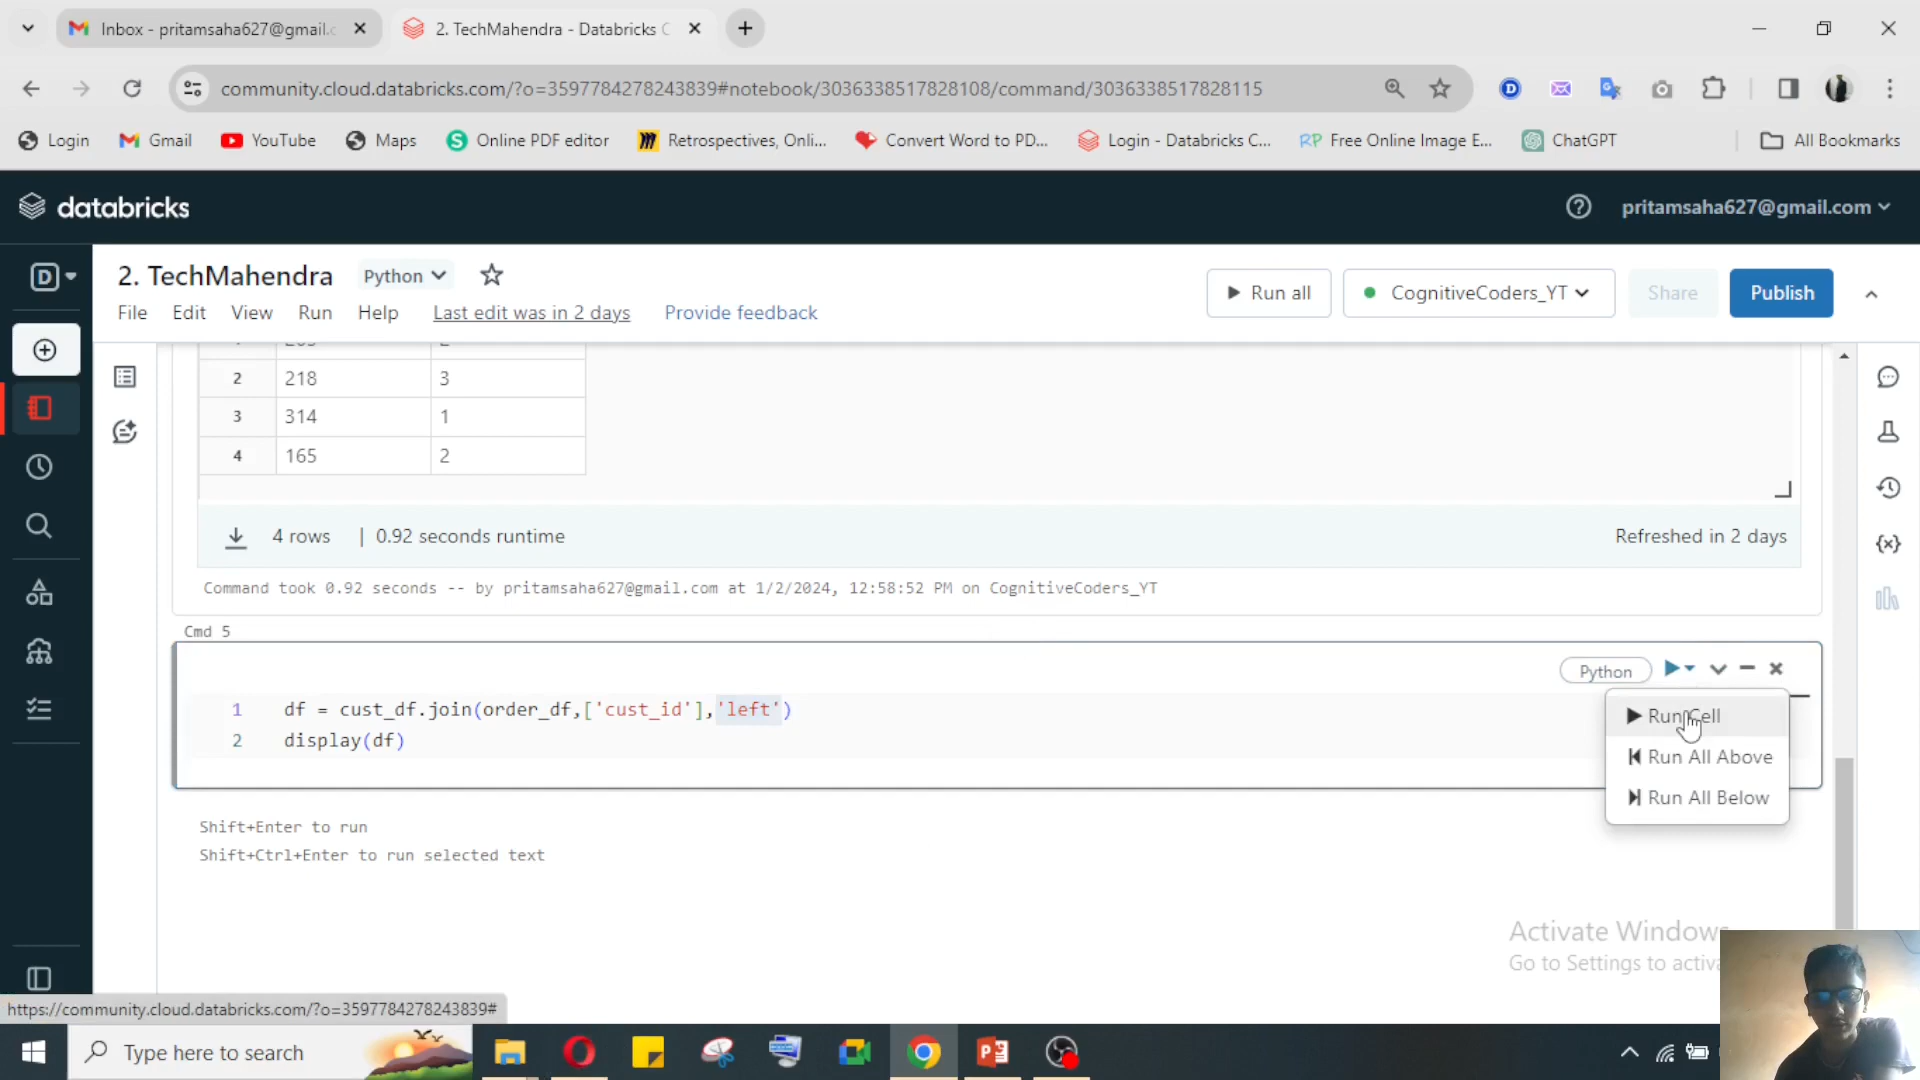 Inbox - pritamsaha627@gmail.c
2. TechMahendra - Databricks C
community.cloud.databricks.com/?o=3597784278243839#notebook/3036338517828108/command/3036338517828115
Login
Gmail
YouTube
Maps
Online PDF editor
Retrospectives, Onli...
Convert Word to PD...
Login - Databricks C...
Free Online Image E...
ChatGPT
All Bookmarks
databricks
pritamsaha627@gmail.com
D
2. TechMahendra
Python
Run all
CognitiveCoders_YT
Share
Publish
File
Edit
View
Run
Help
Last edit was in 2 days
Provide feedback
2 218 3
3 314 1
4 165 2
4 rows | 0.92 seconds runtime
Refreshed in 2 days
Command took 0.92 seconds -- by pritamsaha627@gmail.com at 1/2/2024, 12:58:52 PM on CognitiveCoders_YT
Cmd 5
Python
1 df = cust_df.join(order_df,['cust_id'],'left')
2 display(df)
Run Cell
Run All Above
Run All Below
Shift+Enter to run
Shift+Ctrl+Enter to run selected text
Activate Windows
Go to Settings to activa
https://community.cloud.databricks.com/?o=3597784278243839#
Type here to search